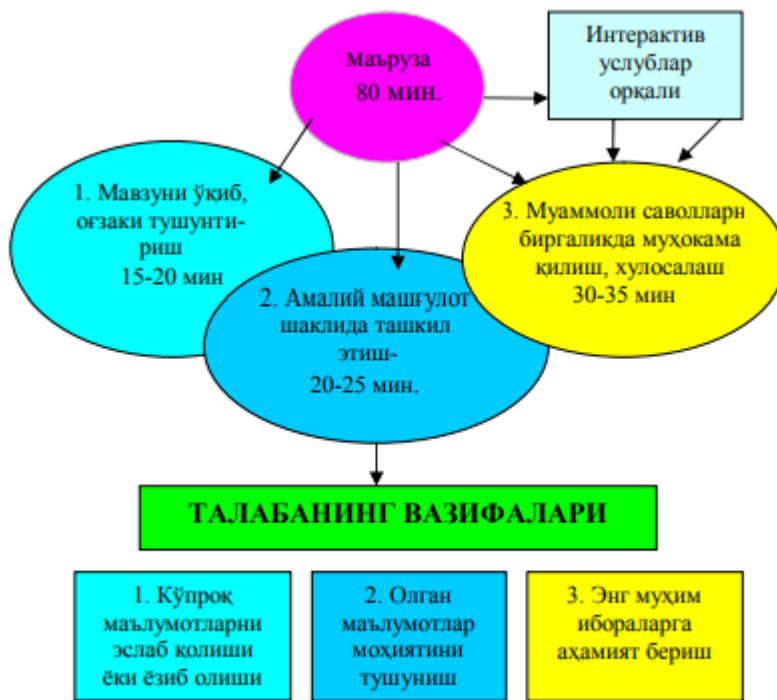 маъруза
80 мин.
Интерактив
услублар
орқали
1. Мавзуни ўқиб,
оғзаки тушунти-
риш
15-20 мин
2. Амалий машғулот
шаклида ташкил
этиш-
20-25 мин.
3. Муаммоли саволларн
биргаликда муҳокама
қилиш, хулосалаш
30-35 мин
ТАЛАБАНИНГ ВАЗИФАЛАРИ
1. Кўпроқ
маълумотларни
эслаб қолиши
ёки ёзиб олиши
2. Олган
маълумотлар
моҳиятини
тушуниш
3. Энг муҳим
ибораларга
аҳамият бериш